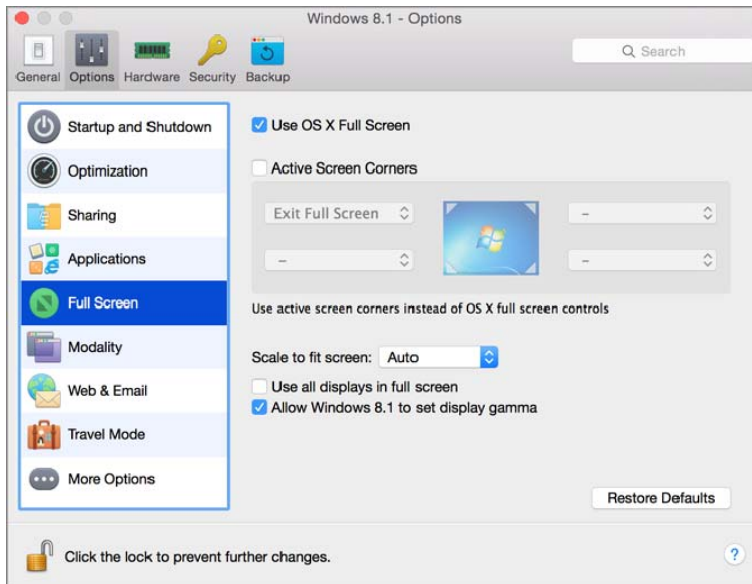 Windows 8.1 - Options
General Options Hardware Security Backup
Search
Startup and Shutdown
Optimization
Sharing
Applications
Full Screen
Modality
Web & Email
Travel Mode
More Options
Use OS X Full Screen
Active Screen Corners
Exit Full Screen
–
–
–
Use active screen corners instead of OS X full screen controls
Scale to fit screen: Auto
Use all displays in full screen
Allow Windows 8.1 to set display gamma
Restore Defaults
Click the lock to prevent further changes.
?